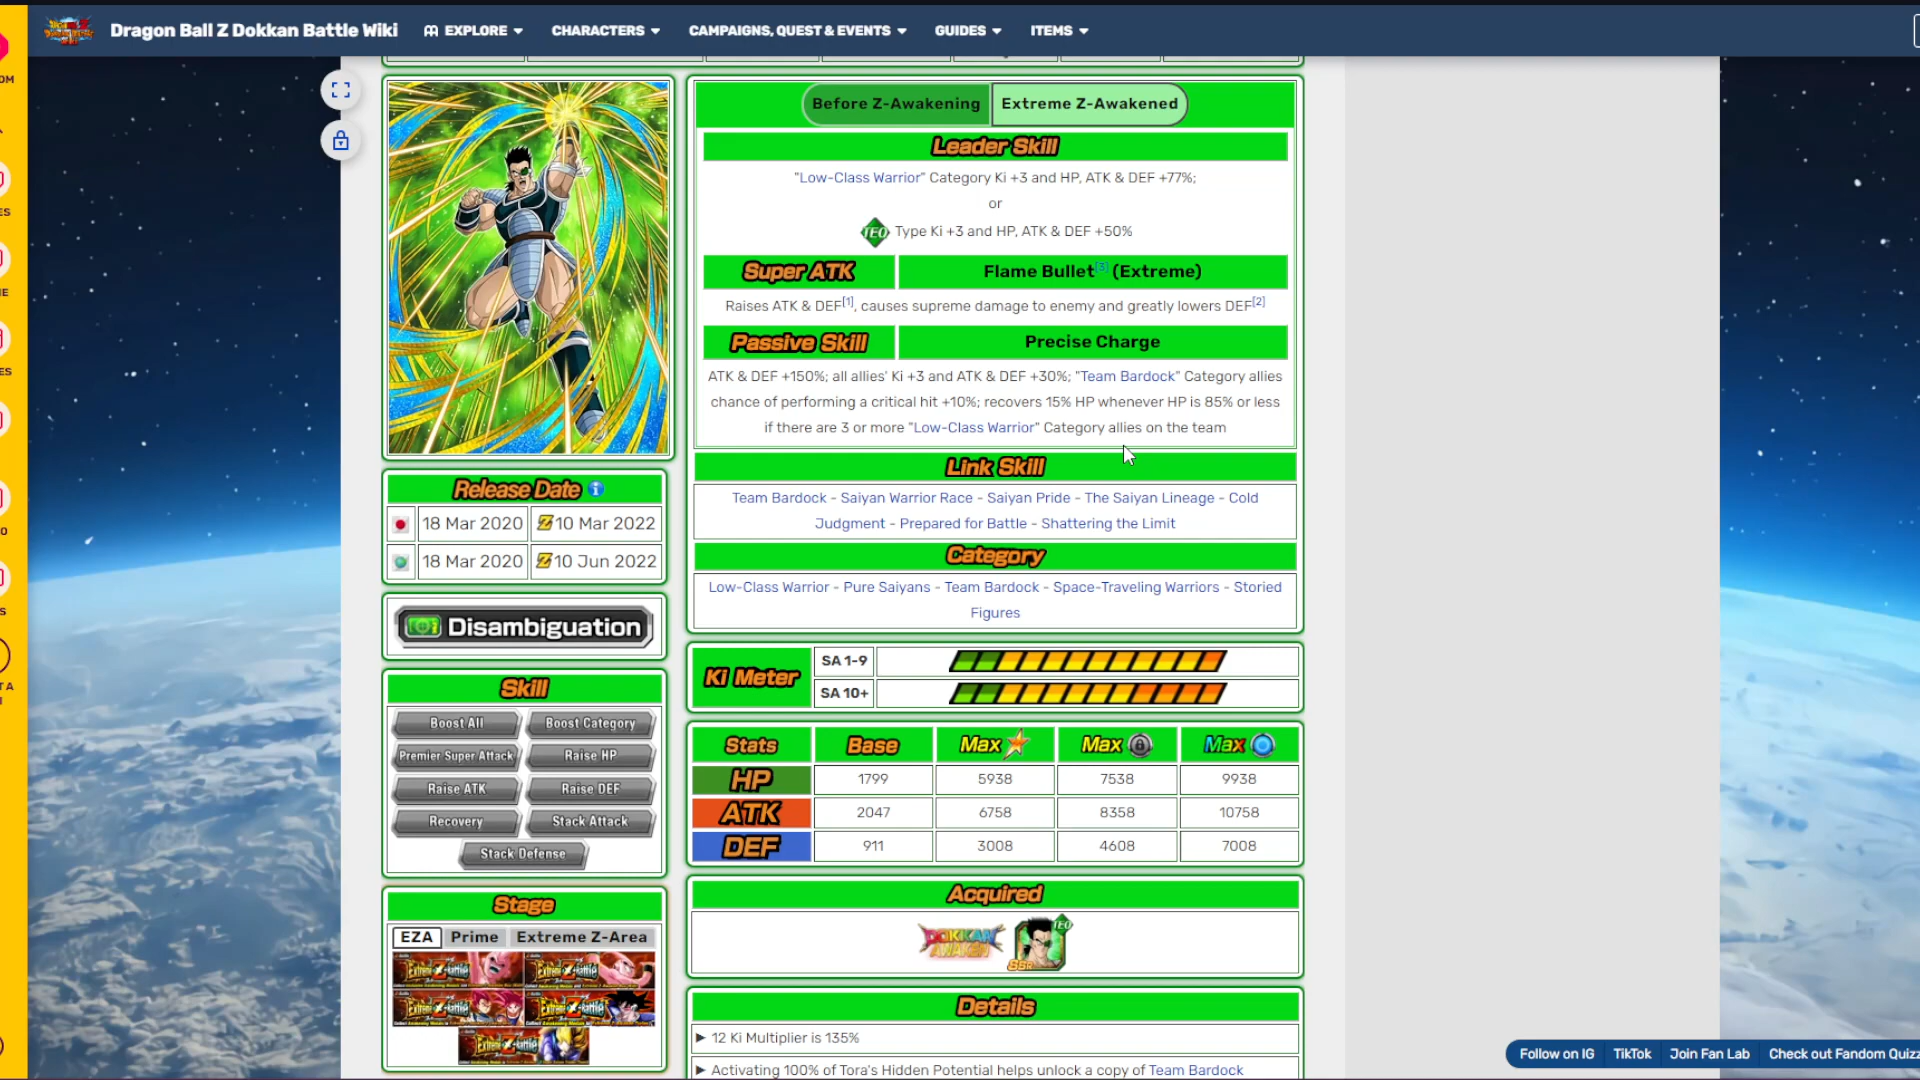 Dragon Ball Z Dokkan Battle Wiki
EXPLORE
CHARACTERS
CAMPAIGNS, QUEST & EVENTS
GUIDES
ITEMS
Before Z-Awakening
Extreme Z-Awakened
Leader Skill
"Low-Class Warrior" Category Ki +3 and HP, ATK & DEF +77%;
or
TEQ Type Ki +3 and HP, ATK & DEF +50%
Super ATK
Flame Bullet[3] (Extreme)
Raises ATK & DEF[1], causes supreme damage to enemy and greatly lowers DEF[2]
Passive Skill
Precise Charge
ATK & DEF +150%; all allies' Ki +3 and ATK & DEF +30%; "Team Bardock" Category allies
chance of performing a critical hit +10%; recovers 15% HP whenever HP is 85% or less
if there are 3 or more "Low-Class Warrior" Category allies on the team
Link Skill
Team Bardock - Saiyan Warrior Race - Saiyan Pride - The Saiyan Lineage - Cold
Judgment - Prepared for Battle - Shattering the Limit
Category
Low-Class Warrior - Pure Saiyans - Team Bardock - Space-Traveling Warriors - Storied
Figures
Release Date
18 Mar 2020
Z 10 Mar 2022
18 Mar 2020
Z 10 Jun 2022
Disambiguation
Skill
Boost All
Boost Category
Premier Super Attack
Raise HP
Raise ATK
Raise DEF
Recovery
Stack Attack
Stack Defense
Stage
EZA
Prime
Extreme Z-Area
Ki Meter
SA 1-9
SA 10+
Stats Base Max Max Max
HP 1799 5938 7538 9938
ATK 2047 6758 8358 10758
DEF 911 3008 4608 7008
Acquired
DOKKAN AWAKEN
TEQ
SSR
Details
► 12 Ki Multiplier is 135%
► Activating 100% of Tora's Hidden Potential helps unlock a copy of Team Bardock
Follow on IG
TikTok
Join Fan Lab
Check out Fandom Quizz